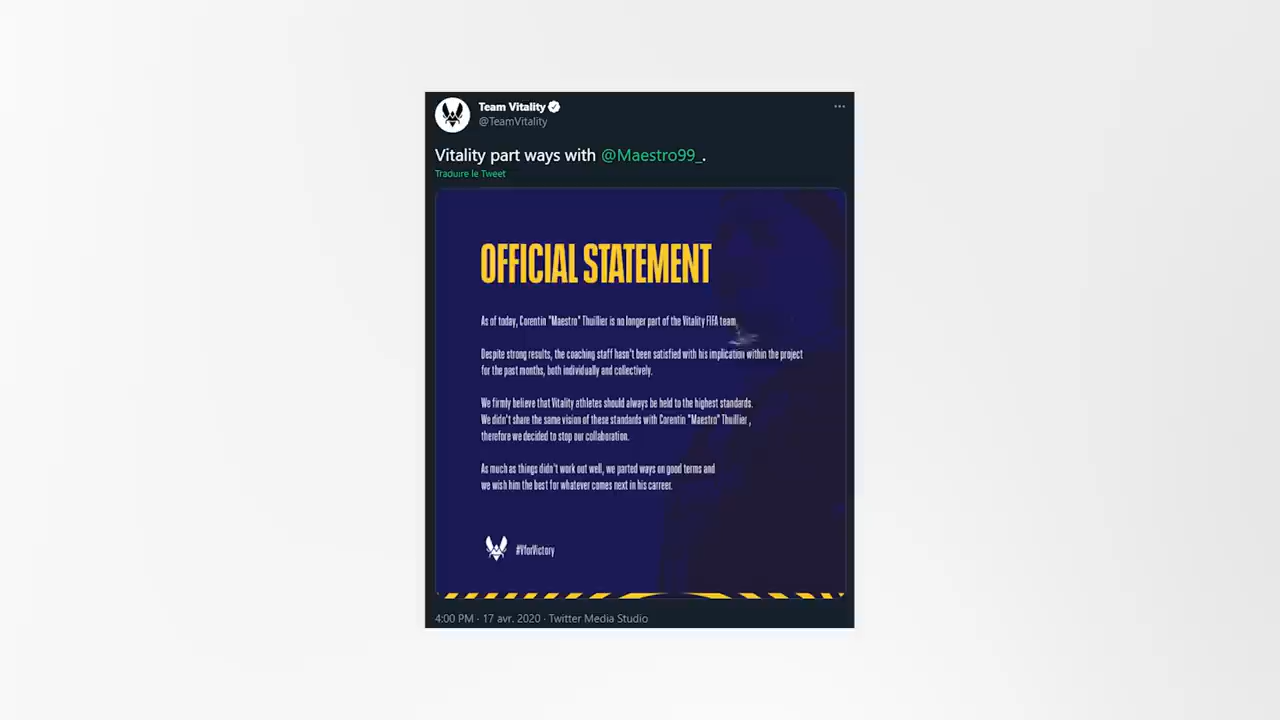 Team Vitality
@TeamVitality
Vitality part ways with @Maestro99_.
Traduire le Tweet
OFFICIAL STATEMENT
As of today, Corentin "Maestro" Thuillier is no longer part of the Vitality FIFA team.
Despite strong results, the coaching staff hasn't been satisfied with his implication within the project
for the past months, both individually and collectively.
We firmly believe that Vitality athletes should always be held to the highest standards.
We didn't share the same vision of these standards with Corentin "Maestro" Thuillier ,
therefore we decided to stop our collaboration.
As much as things didn't work out well, we parted ways on good terms and
we wish him the best for whatever comes next in his carreer.
#VforVictory
4:00 PM · 17 avr. 2020 · Twitter Media Studio